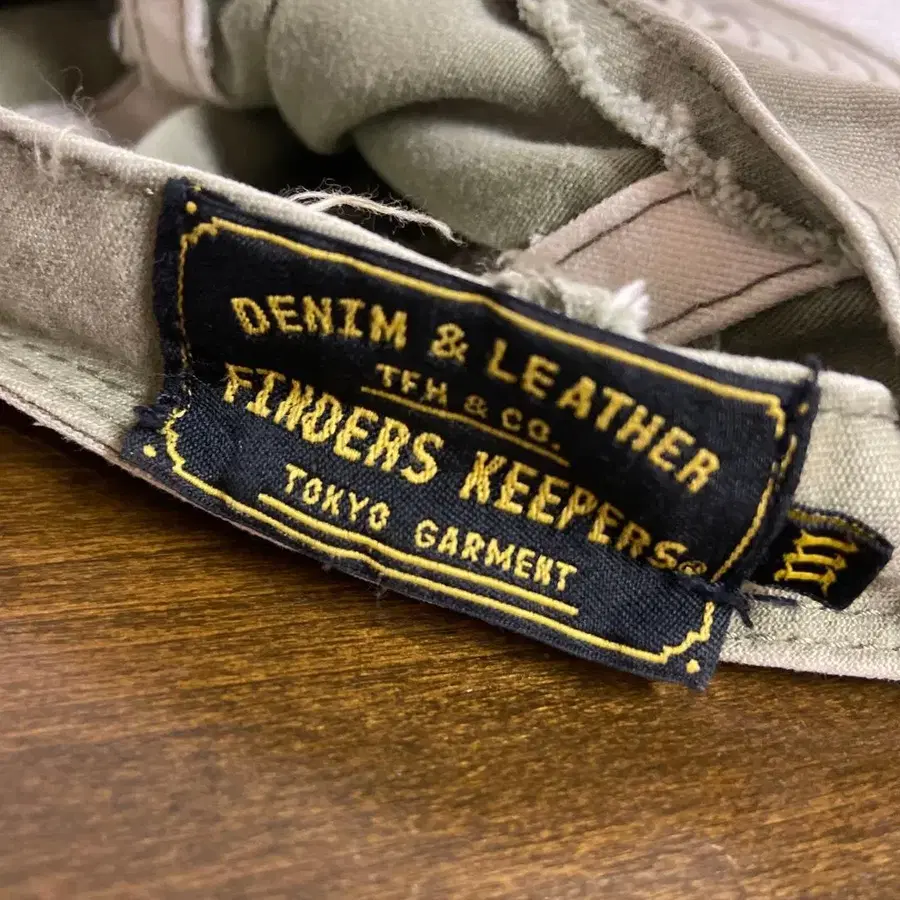 DENIM & LEATHER
TFH & CO.
FINDERS KEEPERS®
TOKYO GARMENT